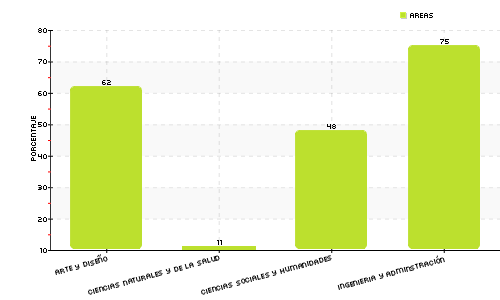 AREAS
80
70
60
50
40
30
20
10
PORCENTAJE
62
11
48
75
ARTE Y DISEÑO
CIENCIAS NATURALES Y DE LA SALUD
CIENCIAS SOCIALES Y HUMANIDADES
INGENIERIA Y ADMINSTRACIÓN